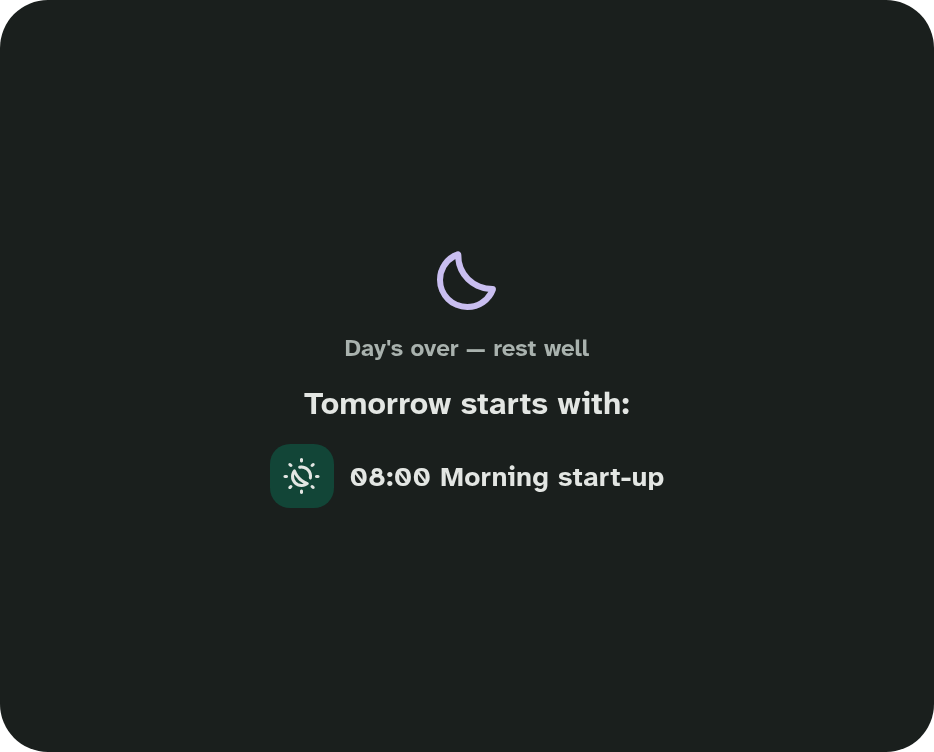 Day's over — rest well
Tomorrow starts with:
08:00 Morning start-up